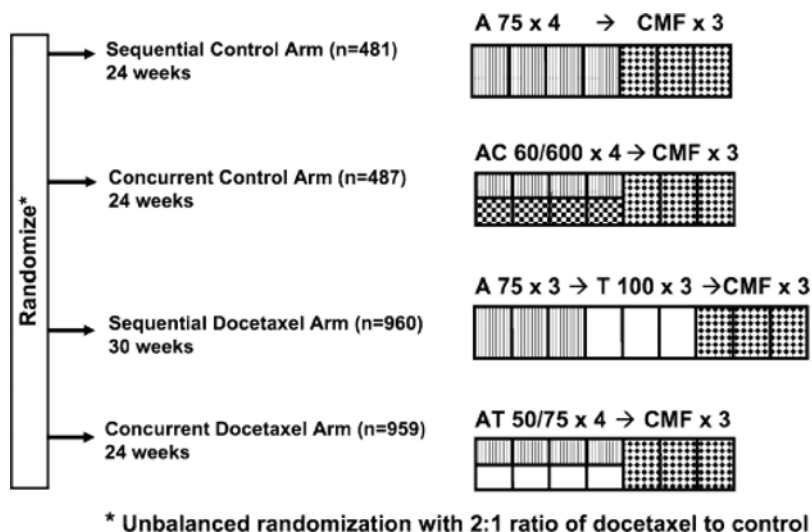 Randomize*
Sequential Control Arm (n=481)
24 weeks
A 75 x 4 → CMF x 3
Concurrent Control Arm (n=487)
24 weeks
AC 60/600 x 4 → CMF x 3
Sequential Docetaxel Arm (n=960)
30 weeks
A 75 x 3 → T 100 x 3 →CMF x 3
Concurrent Docetaxel Arm (n=959)
24 weeks
AT 50/75 x 4 → CMF x 3
* Unbalanced randomization with 2:1 ratio of docetaxel to control